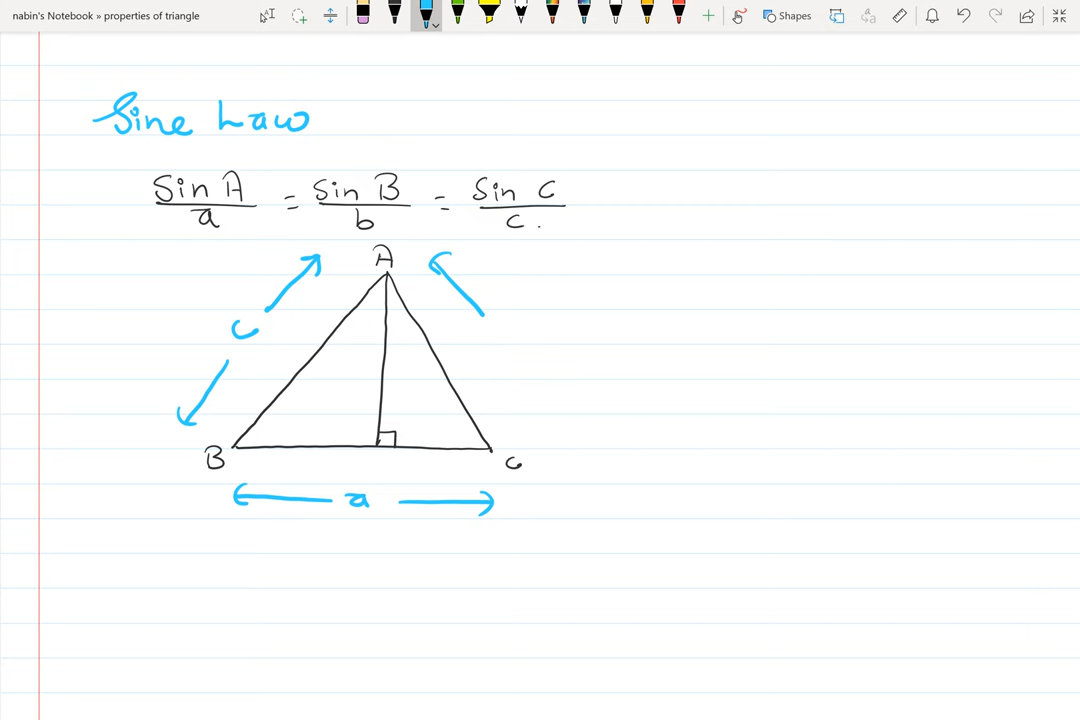 nabin's Notebook » properties of triangle
Shapes
Sine Law
Sin A / a = Sin B / b = Sin C / c.
A
c
B
C
a